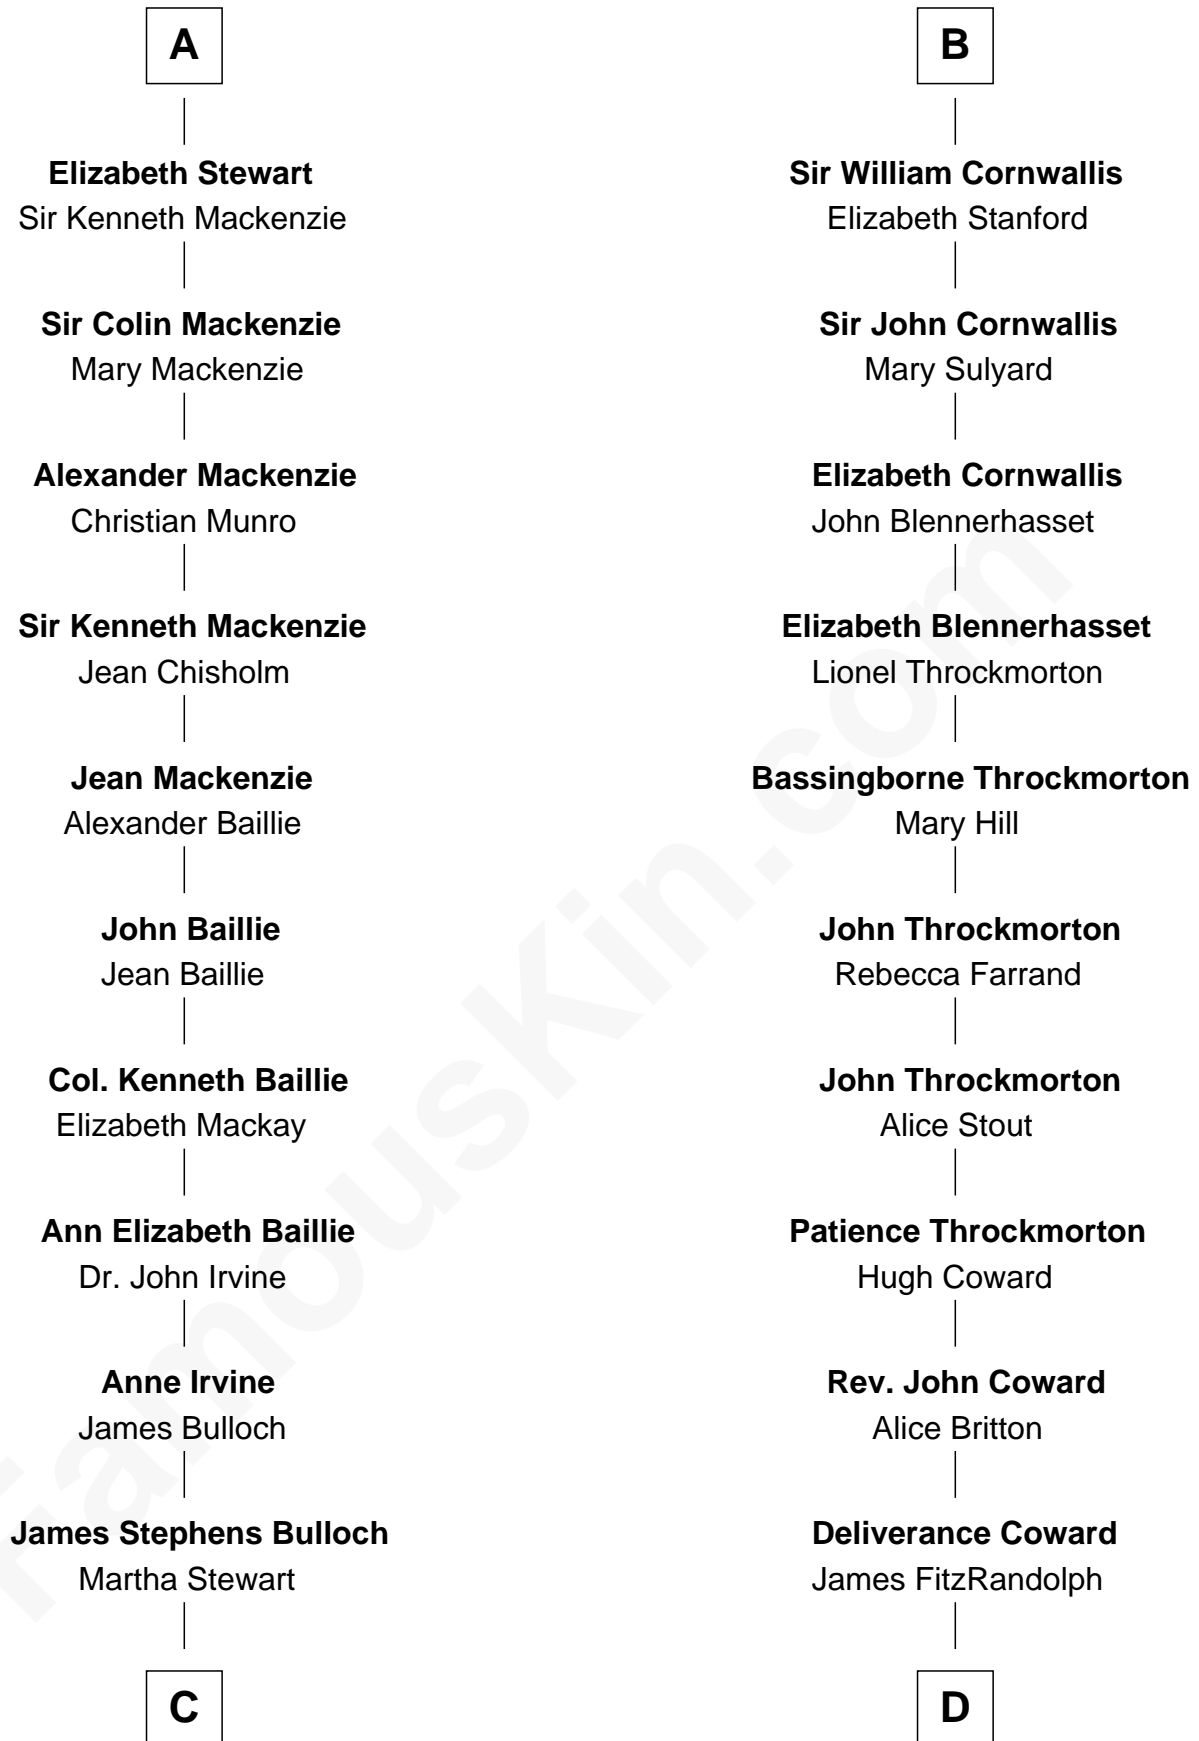 A
Elizabeth Stewart
Sir Kenneth Mackenzie
Sir Colin Mackenzie
Mary Mackenzie
Alexander Mackenzie
Christian Munro
Sir Kenneth Mackenzie
Jean Chisholm
Jean Mackenzie
Alexander Baillie
John Baillie
Jean Baillie
Col. Kenneth Baillie
Elizabeth Mackay
Ann Elizabeth Baillie
Dr. John Irvine
Anne Irvine
James Bulloch
James Stephens Bulloch
Martha Stewart
C
B
Sir William Cornwallis
Elizabeth Stanford
Sir John Cornwallis
Mary Sulyard
Elizabeth Cornwallis
John Blennerhasset
Elizabeth Blennerhasset
Lionel Throckmorton
Bassingborne Throckmorton
Mary Hill
John Throckmorton
Rebecca Farrand
John Throckmorton
Alice Stout
Patience Throckmorton
Hugh Coward
Rev. John Coward
Alice Britton
Deliverance Coward
James FitzRandolph
D
FamousKin.com